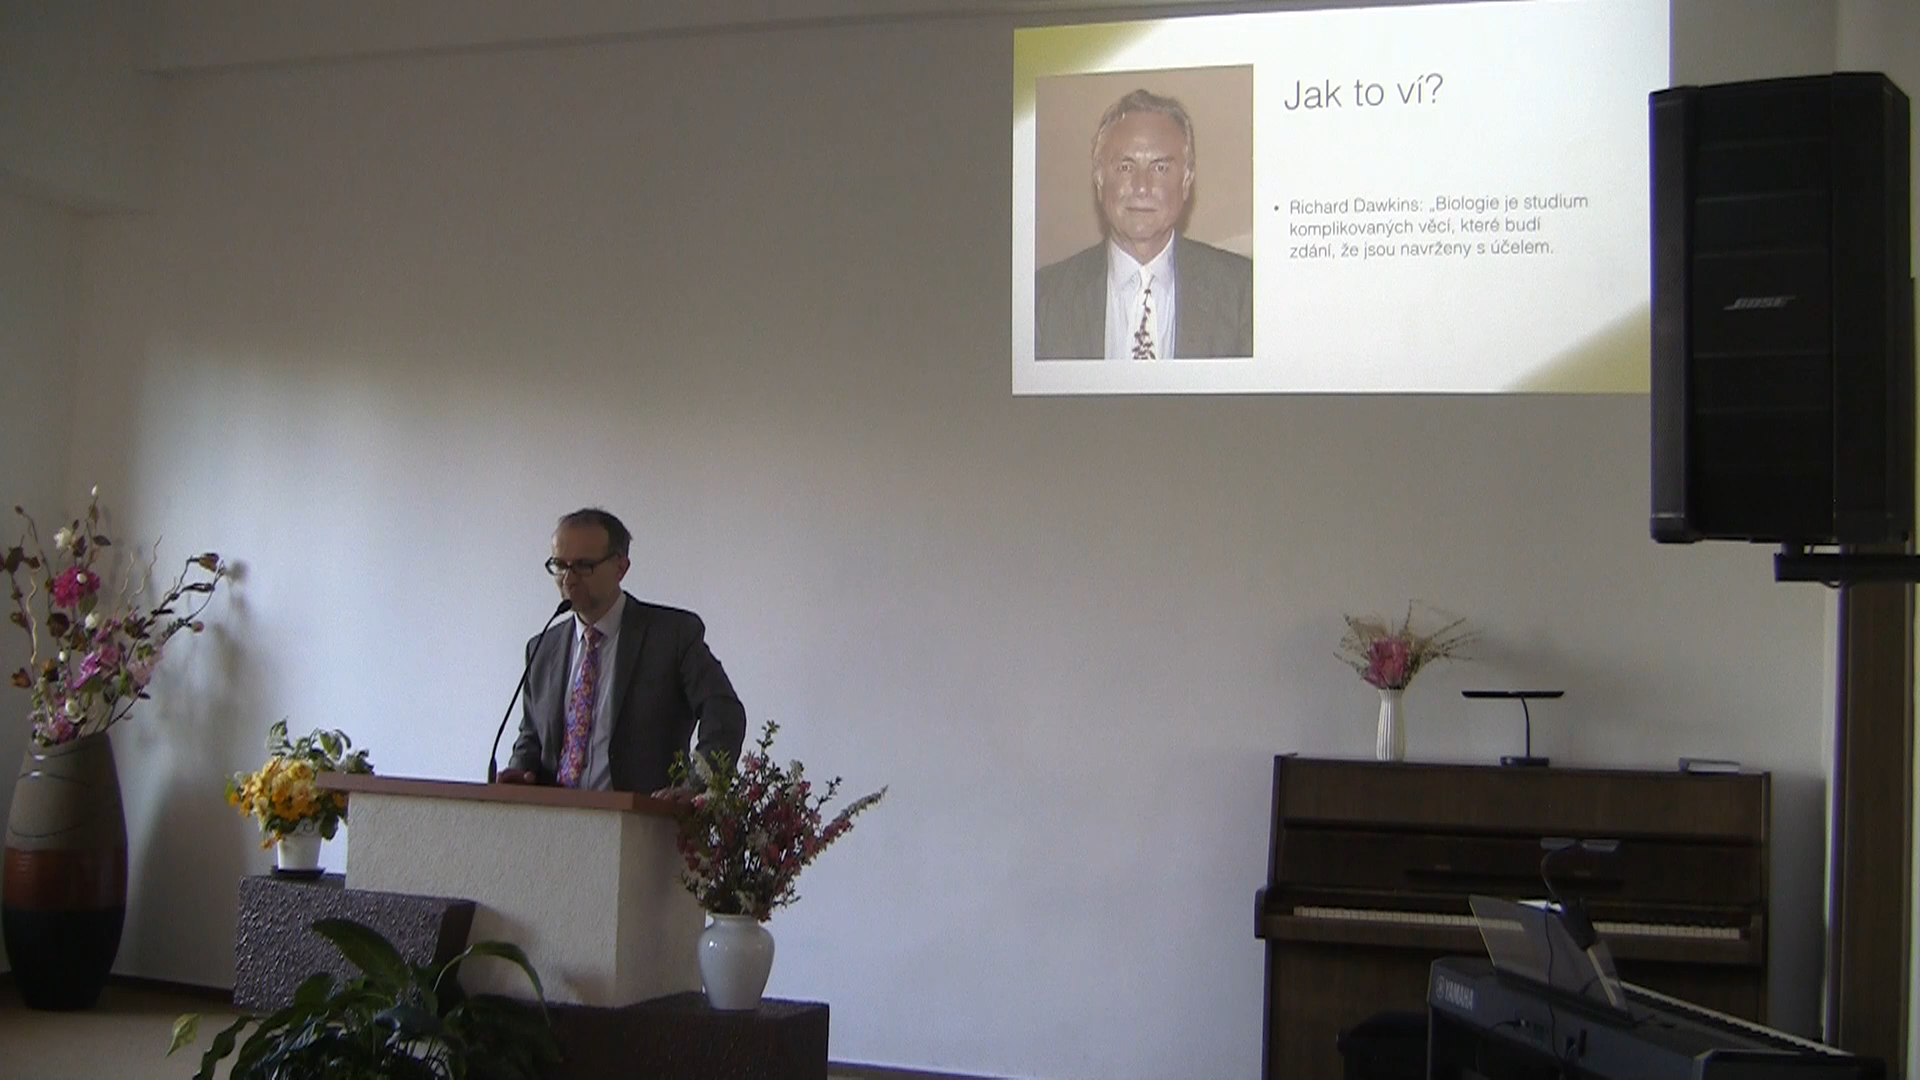 Jak to ví?
• Richard Dawkins: „Biologie je studium
komplikovaných věcí, které budí
zdání, že jsou navrženy s účelem.
BOSE
YAMAHA